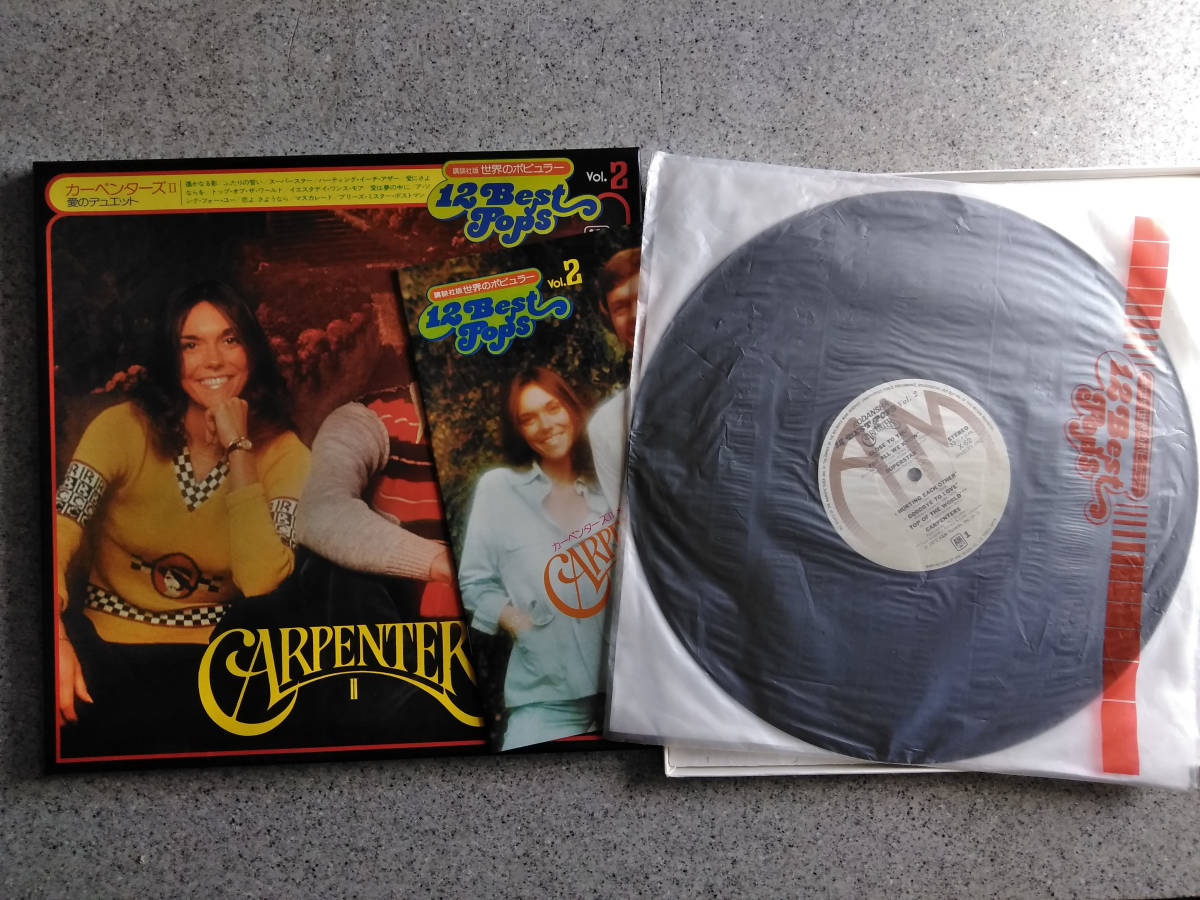 カーペンターズII
愛のデュエット
遙かなる影/ふたりの誓い/スーパースター/ハーティング・イーチ・アザー/愛にさよ
ならを/トップ・オブ・ザ・ワールド/イエスタデイ・ワンス・モア/愛は夢の中に/ア・ソ
ング・フォー・ユー/恋よ、さようなら/マスカレード/プリーズ・ミスター・ポストマン
講談社版 世界のポピュラー
12 Best
Pops
Vol. 2
CARPENTER
II
講談社版 世界のポピュラー
12 Best
Pops
Vol. 2
カーペンターズII
CARPE
Vol. 2
STEREO
SUPERSTAR
HURTING EACH OTHER
GOODBYE TO LOVE
TOP OF THE WORLD
CARPENTERS
1
12 Best
Pops